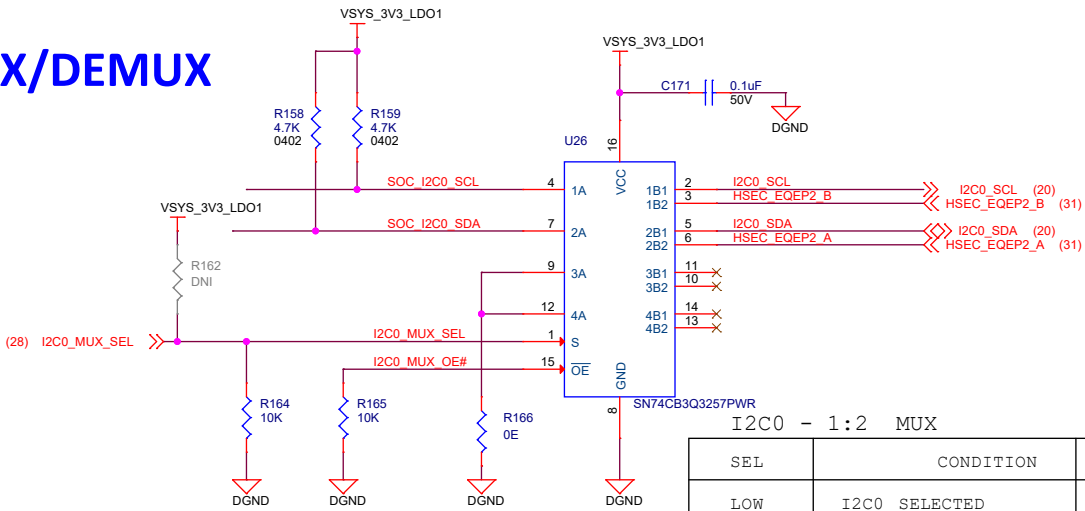 VSYS_3V3_LDO1
X/DEMUX
VSYS_3V3_LDO1
C171
0.1uF
50V
DGND
R158
4.7K
0402
R159
4.7K
0402
U26
16
VCC
SOC_I2C0_SCL
4
1A
1B1
2
I2C0_SCL
I2C0_SCL (20)
1B2
3
HSEC_EQEP2_B
HSEC_EQEP2_B (31)
VSYS_3V3_LDO1
SOC_I2C0_SDA
7
2A
2B1
5
I2C0_SDA
I2C0_SDA (20)
2B2
6
HSEC_EQEP2_A
HSEC_EQEP2_A (31)
R162
DNI
9
3A
3B1
11
3B2
10
12
4A
4B1
14
4B2
13
(28) I2C0_MUX_SEL
I2C0_MUX_SEL
1
S
I2C0_MUX_OE#
15
OE
GND
8
SN74CB3Q3257PWR
R164
10K
R165
10K
R166
0E
DGND
DGND
DGND
DGND
I2C0 - 1:2 MUX
SEL
CONDITION
LOW
I2C0 SELECTED